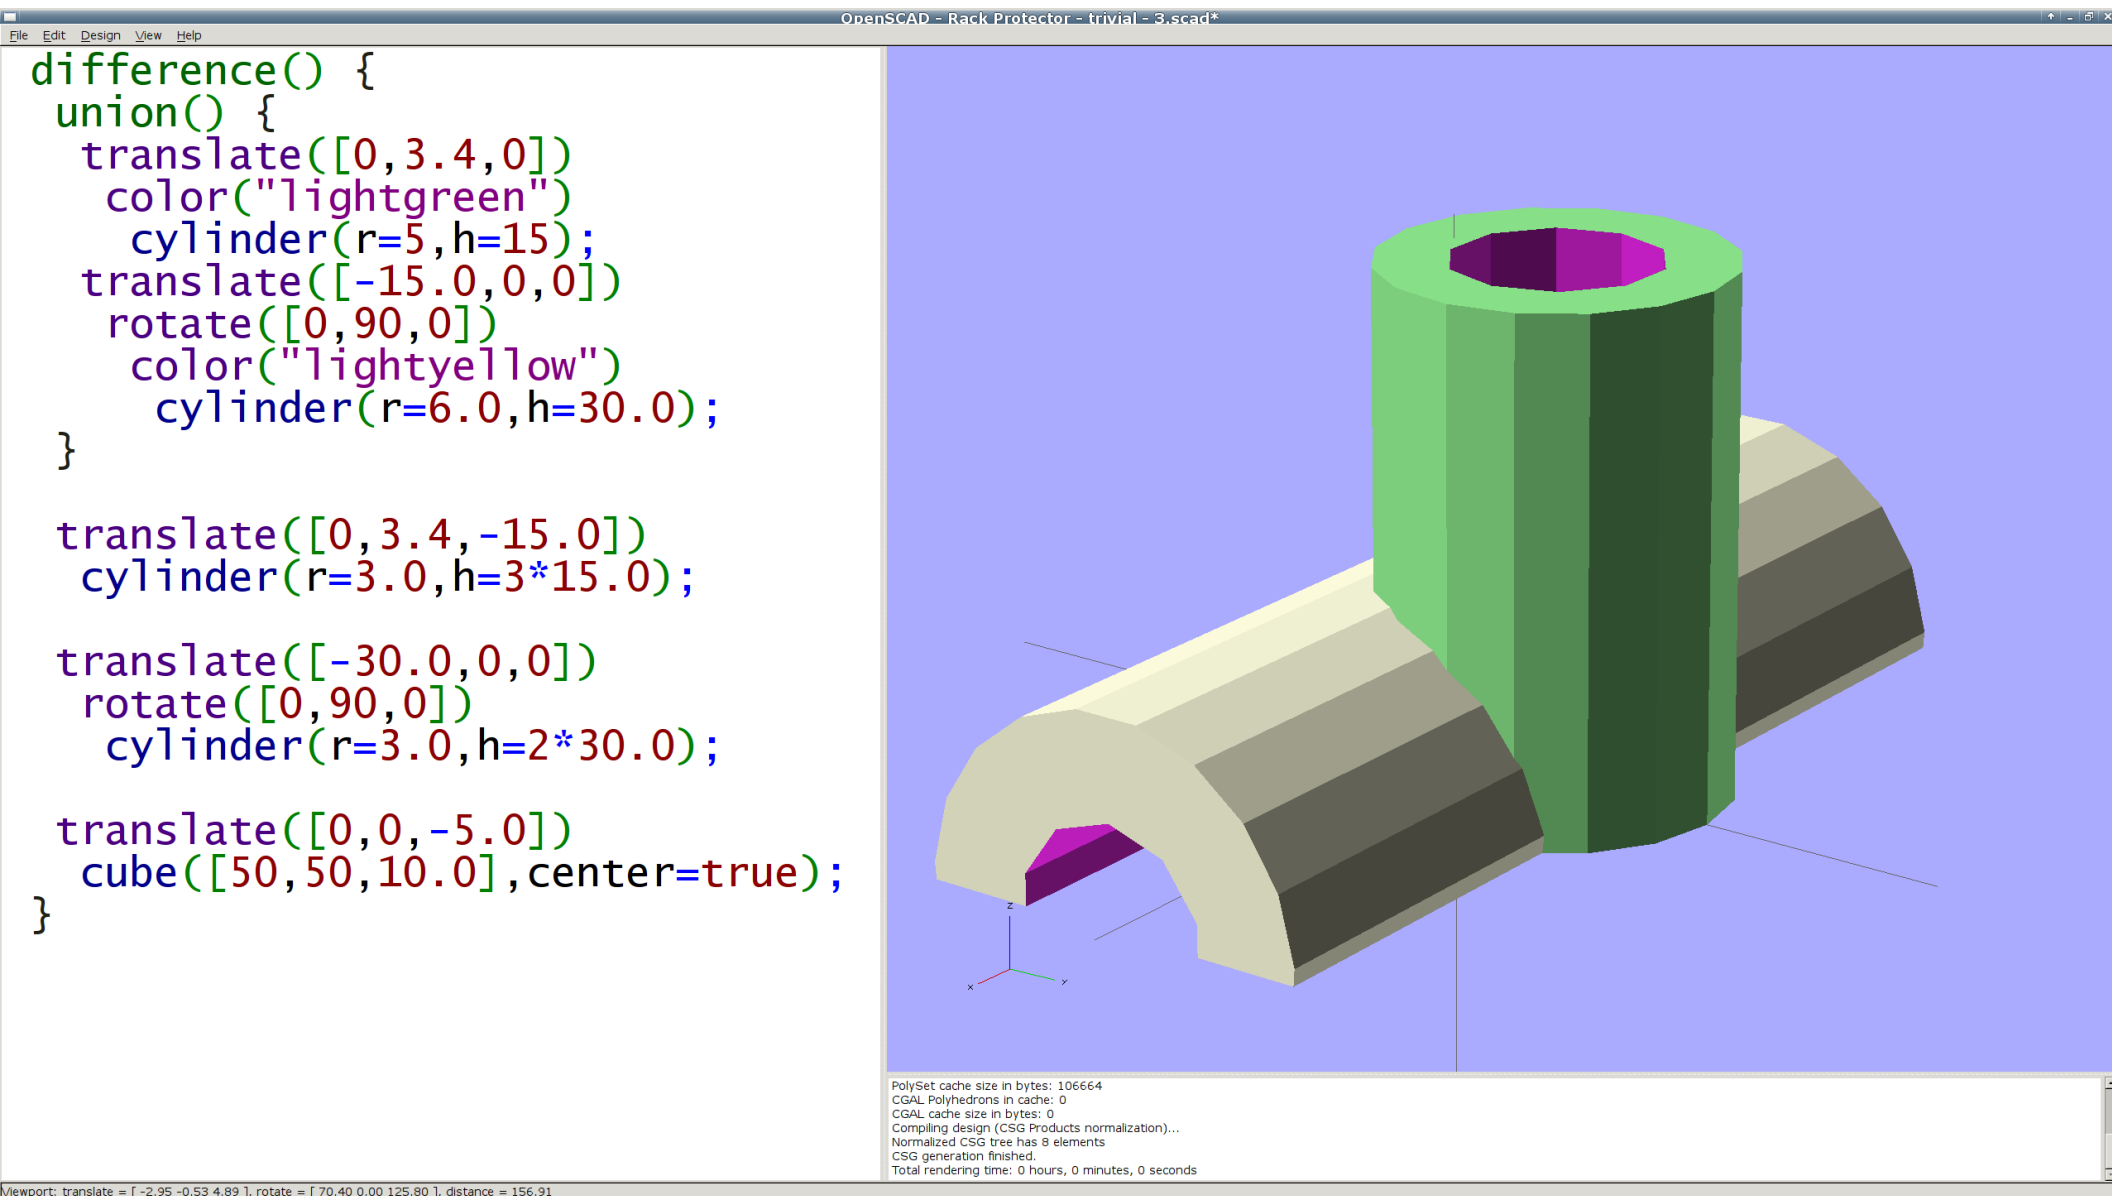 OpenSCAD - Rack Protector - trivial - 3.scad*
File Edit Design View Help
difference() {
union() {
translate([0,3.4,0])
color("lightgreen")
cylinder(r=5,h=15);
translate([-15.0,0,0])
rotate([0,90,0])
color("lightyellow")
cylinder(r=6.0,h=30.0);
}
translate([0,3.4,-15.0])
cylinder(r=3.0,h=3*15.0);
translate([-30.0,0,0])
rotate([0,90,0])
cylinder(r=3.0,h=2*30.0);
translate([0,0,-5.0])
cube([50,50,10.0],center=true);
}
z
x
Y
PolySet cache size in bytes: 106664
CGAL Polyhedrons in cache: 0
CGAL cache size in bytes: 0
Compiling design (CSG Products normalization)...
Normalized CSG tree has 8 elements
CSG generation finished.
Total rendering time: 0 hours, 0 minutes, 0 seconds
Viewport: translate = [ -2.95 -0.53 4.89 ], rotate = [ 70.40 0.00 125.80 ], distance = 156.91